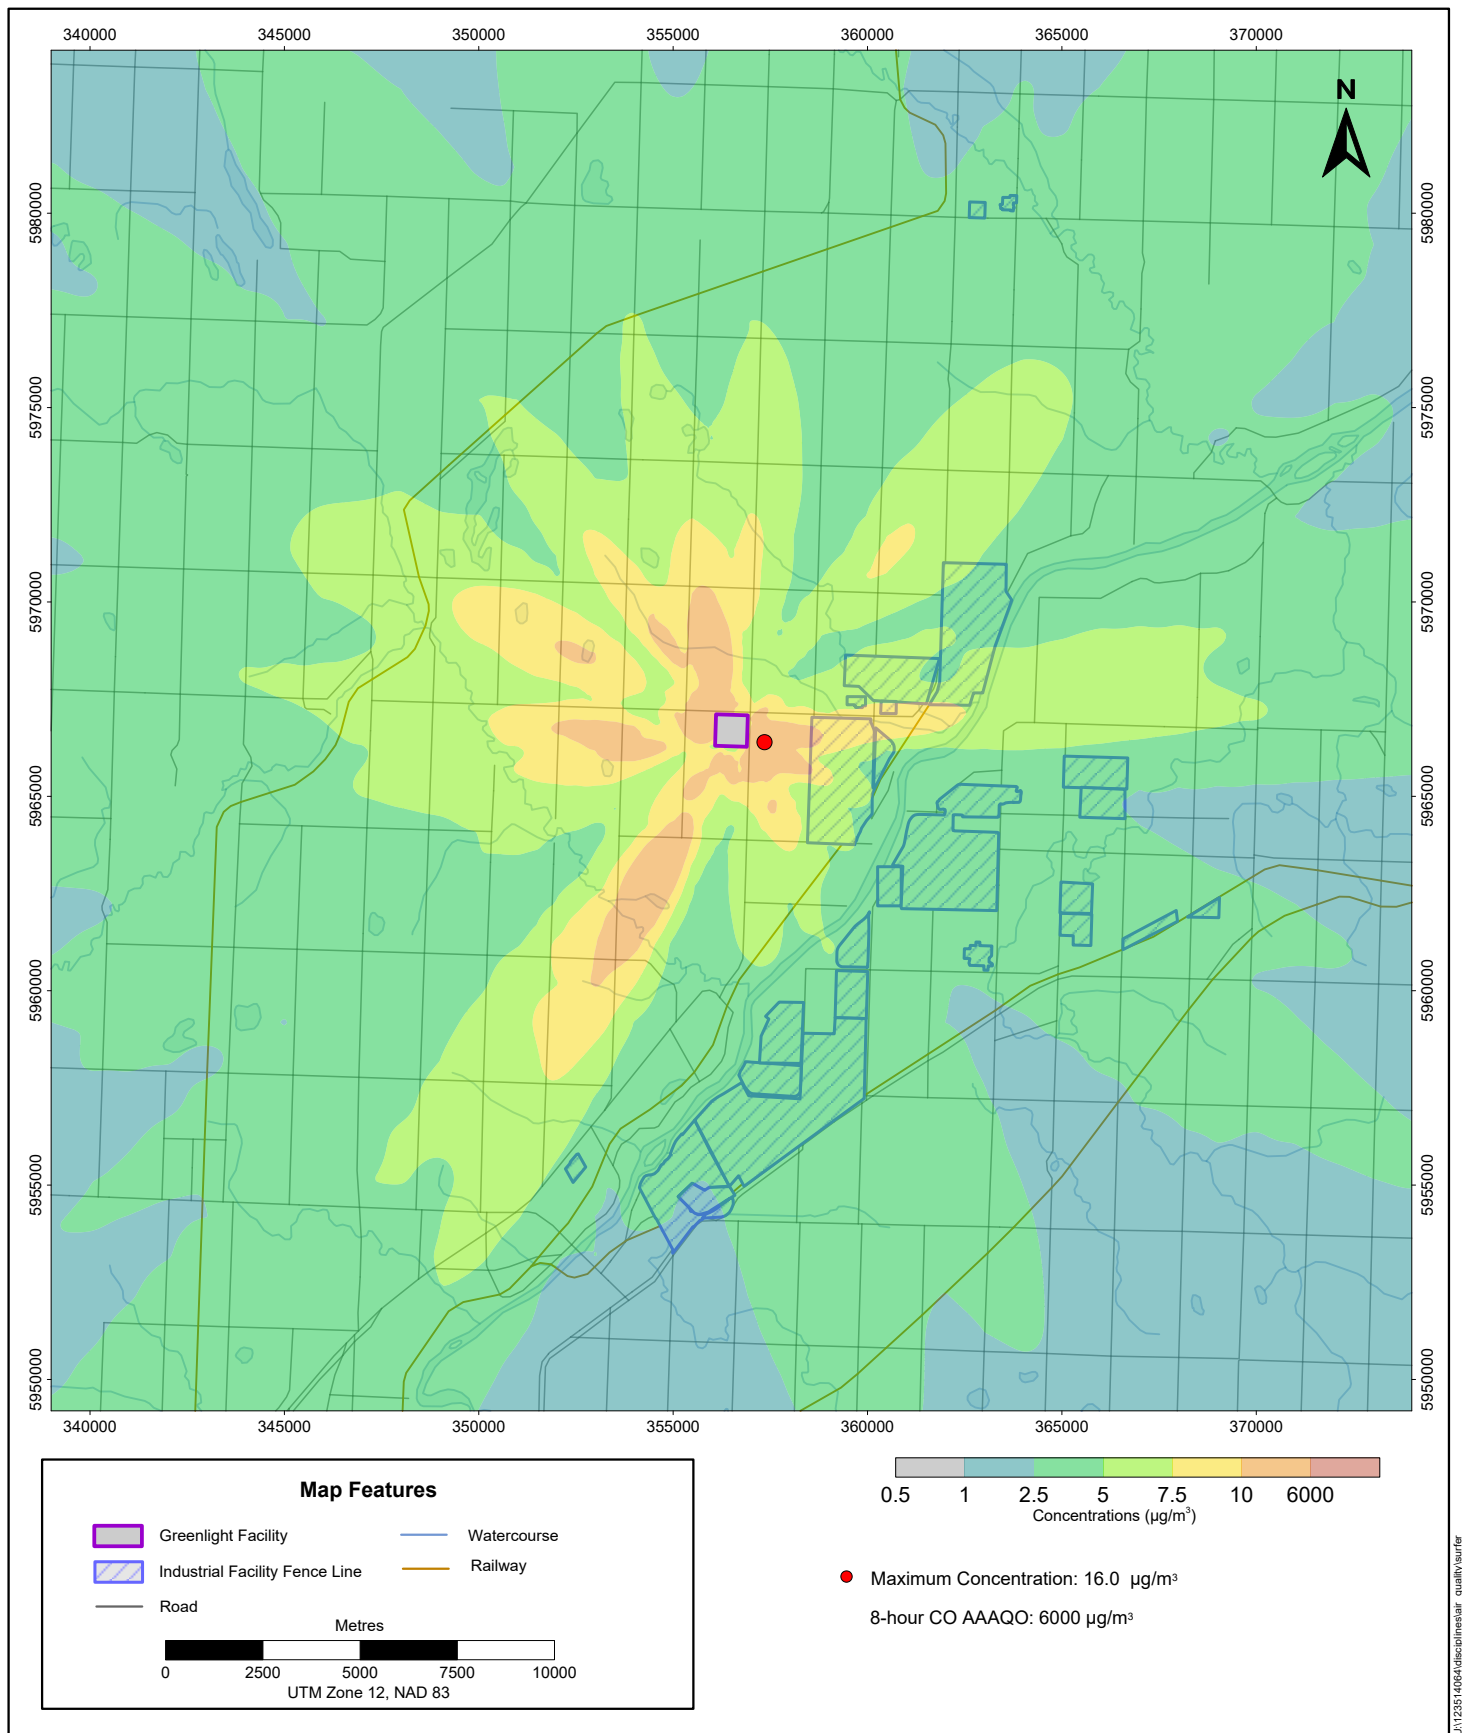 340000 345000 350000 355000 360000 365000 370000
N
5980000 5980000
5975000 5975000
5970000 5970000
5965000 5965000
5960000 5960000
5955000 5955000
5950000 5950000
340000 345000 350000 355000 360000 365000 370000
Map Features
Greenlight Facility
Watercourse
Industrial Facility Fence Line
Railway
Road
Metres
0 2500 5000 7500 10000
UTM Zone 12, NAD 83
0.5 1 2.5 5 7.5 10 6000
Concentrations (µg/m³)
Maximum Concentration: 16.0 µg/m³
8-hour CO AAAQO: 6000 µg/m³
J:\123514064\disciplines\air_quality\surfer